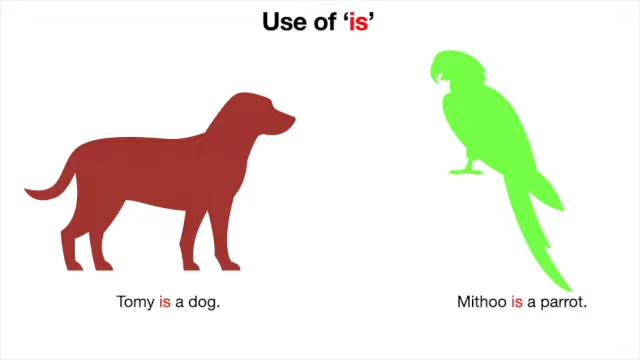 Use of ‘is’
Tomy is a dog.
Mithoo is a parrot.